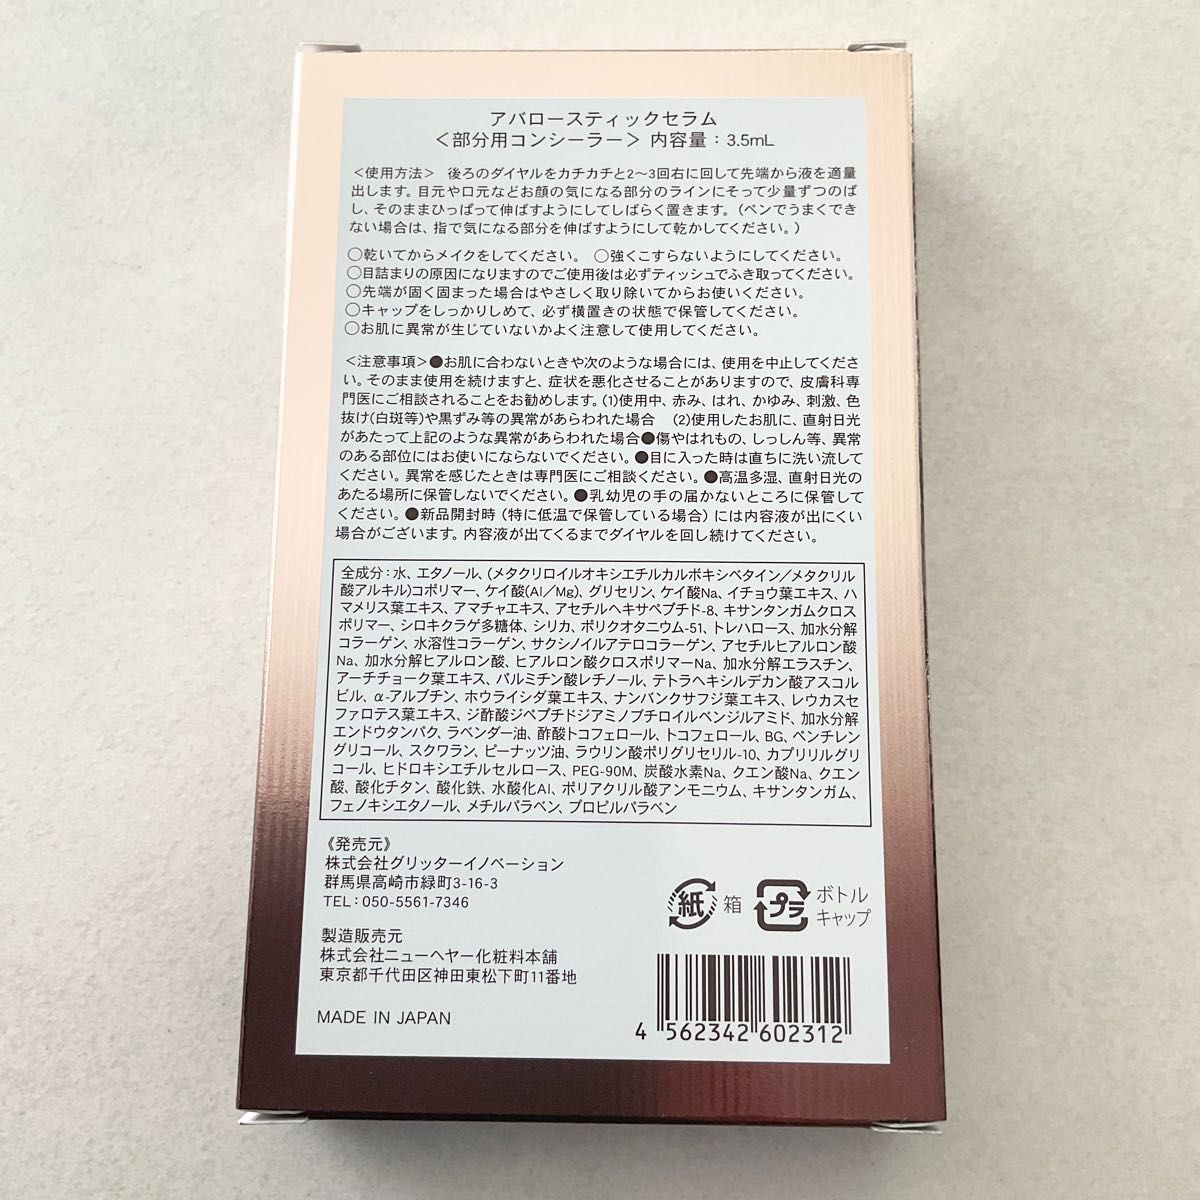 アバロースティックセラム
＜部分用コンシーラー＞ 内容量：3.5mL
＜使用方法＞ 後ろのダイヤルをカチカチと2〜3回右に回して先端から液を適量
出します。目元や口元などお顔の気になる部分のラインにそって少量ずつのば
し、そのままひっぱって伸ばすようにしてしばらく置きます。（ペンでうまくでき
ない場合は、指で気になる部分を伸ばすようにして乾かしてください。）
○乾いてからメイクをしてください。 ○強くこすらないようにしてください。
○目詰まりの原因になりますのでご使用後は必ずティッシュでふき取ってください。
○先端が固く固まった場合はやさしく取り除いてからお使いください。
○キャップをしっかりしめて、必ず横置きの状態で保管してください。
○お肌に異常が生じていないかよく注意して使用してください。
＜注意事項＞●お肌に合わないときや次のような場合には、使用を中止してくださ
い。そのまま使用を続けますと、症状を悪化させることがありますので、皮膚科専
門医にご相談されることをお勧めします。(1)使用中、赤み、はれ、かゆみ、刺激、色
抜け(白斑等)や黒ずみ等の異常があらわれた場合 (2)使用したお肌に、直射日光
があたって上記のような異常があらわれた場合●傷やはれもの、しっしん等、異常
のある部位にはお使いにならないでください。●目に入った時は直ちに洗い流して
ください。異常を感じたときは専門医にご相談ください。●高温多湿、直射日光の
あたる場所に保管しないでください。●乳幼児の手の届かないところに保管して
ください。●新品開封時（特に低温で保管している場合）には内容液が出にくい
場合がございます。内容液が出てくるまでダイヤルを回し続けてください。
全成分：水、エタノール、(メタクリロイルオキシエチルカルボキシベタイン／メタクリル
酸アルキル)コポリマー、ケイ酸(Al／Mg)、グリセリン、ケイ酸Na、イチョウ葉エキス、ハ
マメリス葉エキス、アマチャエキス、アセチルヘキサペプチド-8、キサンタンガムクロス
ポリマー、シロキクラゲ多糖体、シリカ、ポリクオタニウム-51、トレハロース、加水分解
コラーゲン、水溶性コラーゲン、サクシノイルアテロコラーゲン、アセチルヒアルロン酸
Na、加水分解ヒアルロン酸、ヒアルロン酸クロスポリマーNa、加水分解エラスチン、
アーチチョーク葉エキス、パルミチン酸レチノール、テトラヘキシルデカン酸アスコル
ビル、α-アルブチン、ホウライシダ葉エキス、ナンバンクサフジ葉エキス、レウカスセ
ファロテス葉エキス、ジ酢酸ジペプチドジアミノブチロイルベンジルアミド、加水分解
エンドウタンパク、ラベンダー油、酢酸トコフェロール、トコフェロール、BG、ペンチレン
グリコール、スクワラン、ピーナッツ油、ラウリン酸ポリグリセリル-10、カプリリルグリ
コール、ヒドロキシエチルセルロース、PEG-90M、炭酸水素Na、クエン酸Na、クエン
酸、酸化チタン、酸化鉄、水酸化Al、ポリアクリル酸アンモニウム、キサンタンガム、
フェノキシエタノール、メチルパラベン、プロピルパラベン
《発売元》
株式会社グリッターイノベーション
群馬県高崎市緑町3-16-3
TEL：050-5561-7346
紙 箱 プラ ボトル
キャップ
製造販売元
株式会社ニューヘヤー化粧料本舗
東京都千代田区神田東松下町11番地
MADE IN JAPAN
4 562342 602312